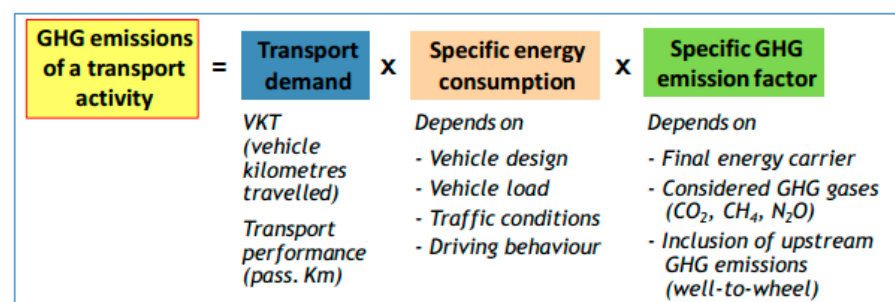 GHG emissions
of a transport
activity
=
Transport
demand
x
Specific energy
consumption
x
Specific GHG
emission factor
VKT
(vehicle
kilometres
travelled)
Transport
performance
(pass. Km)
Depends on
- Vehicle design
- Vehicle load
- Traffic conditions
- Driving behaviour
Depends on
- Final energy carrier
- Considered GHG gases
(CO₂, CH₄, N₂O)
- Inclusion of upstream
GHG emissions
(well-to-wheel)